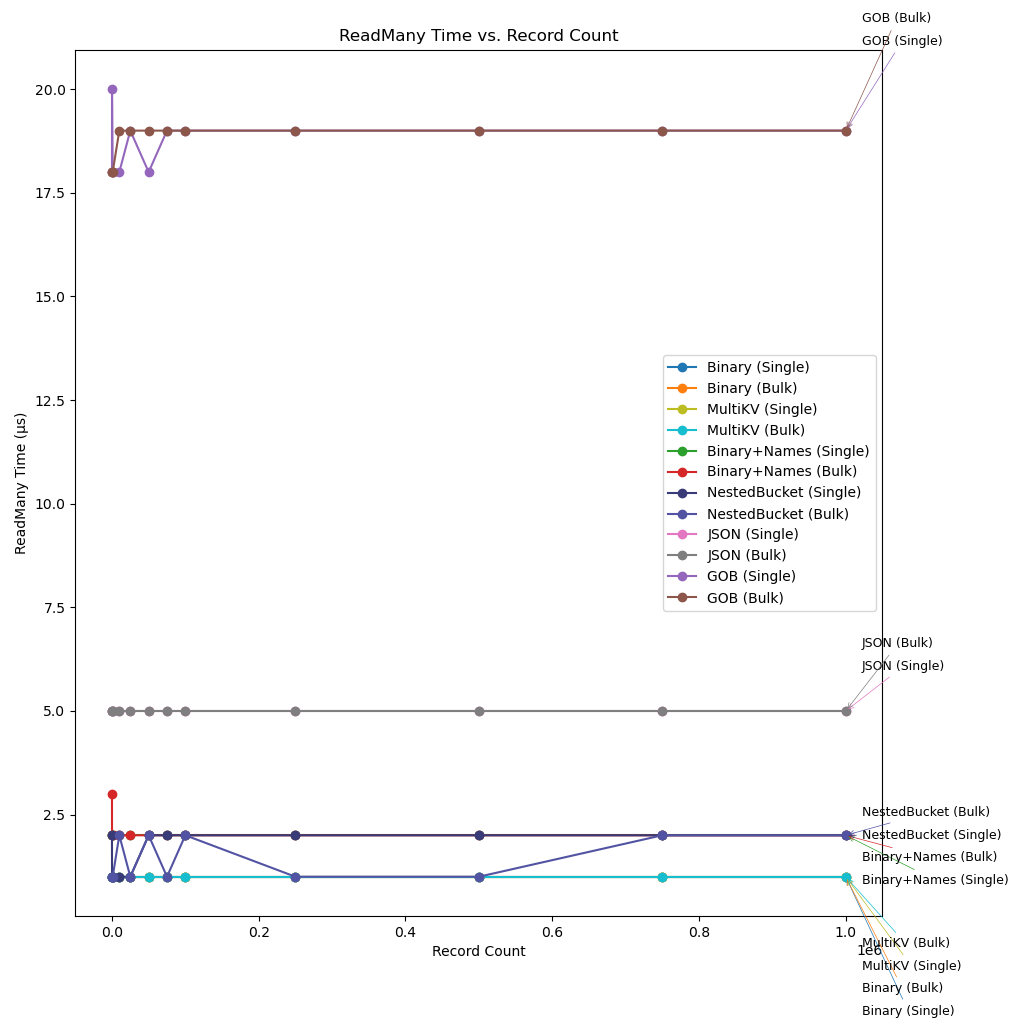 GOB (Bulk)
ReadMany Time vs. Record Count
GOB (Single)
20.0
17.5
15.0
12.5
10.0
7.5
5.0
2.5
ReadMany Time (μs)
Binary (Single)
Binary (Bulk)
MultiKV (Single)
MultiKV (Bulk)
Binary+Names (Single)
Binary+Names (Bulk)
NestedBucket (Single)
NestedBucket (Bulk)
JSON (Single)
JSON (Bulk)
GOB (Single)
GOB (Bulk)
JSON (Bulk)
JSON (Single)
NestedBucket (Bulk)
NestedBucket (Single)
Binary+Names (Bulk)
Binary+Names (Single)
0.0 0.2 0.4 0.6 0.8 1.0
Record Count
1e6
MultiKV (Bulk)
MultiKV (Single)
Binary (Bulk)
Binary (Single)